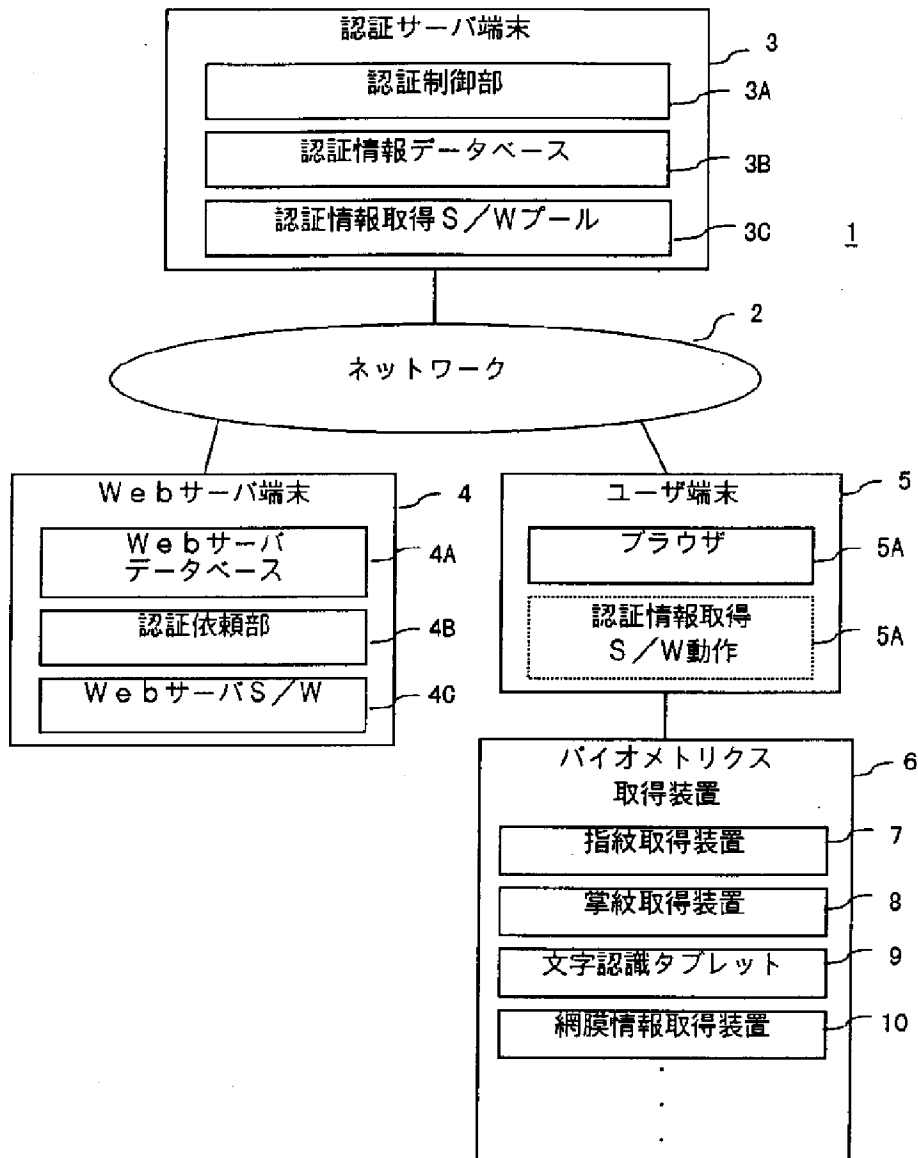 認証サーバ端末
3
認証制御部
3A
認証情報データベース
3B
認証情報取得S／Wプール
3C
1
2
ネットワーク
Webサーバ端末
4
Webサーバ
データベース
4A
認証依頼部
4B
WebサーバS／W
4C
ユーザ端末
5
ブラウザ
5A
認証情報取得
S／W動作
5A
バイオメトリクス
取得装置
6
指紋取得装置
7
掌紋取得装置
8
文字認識タブレット
9
網膜情報取得装置
10